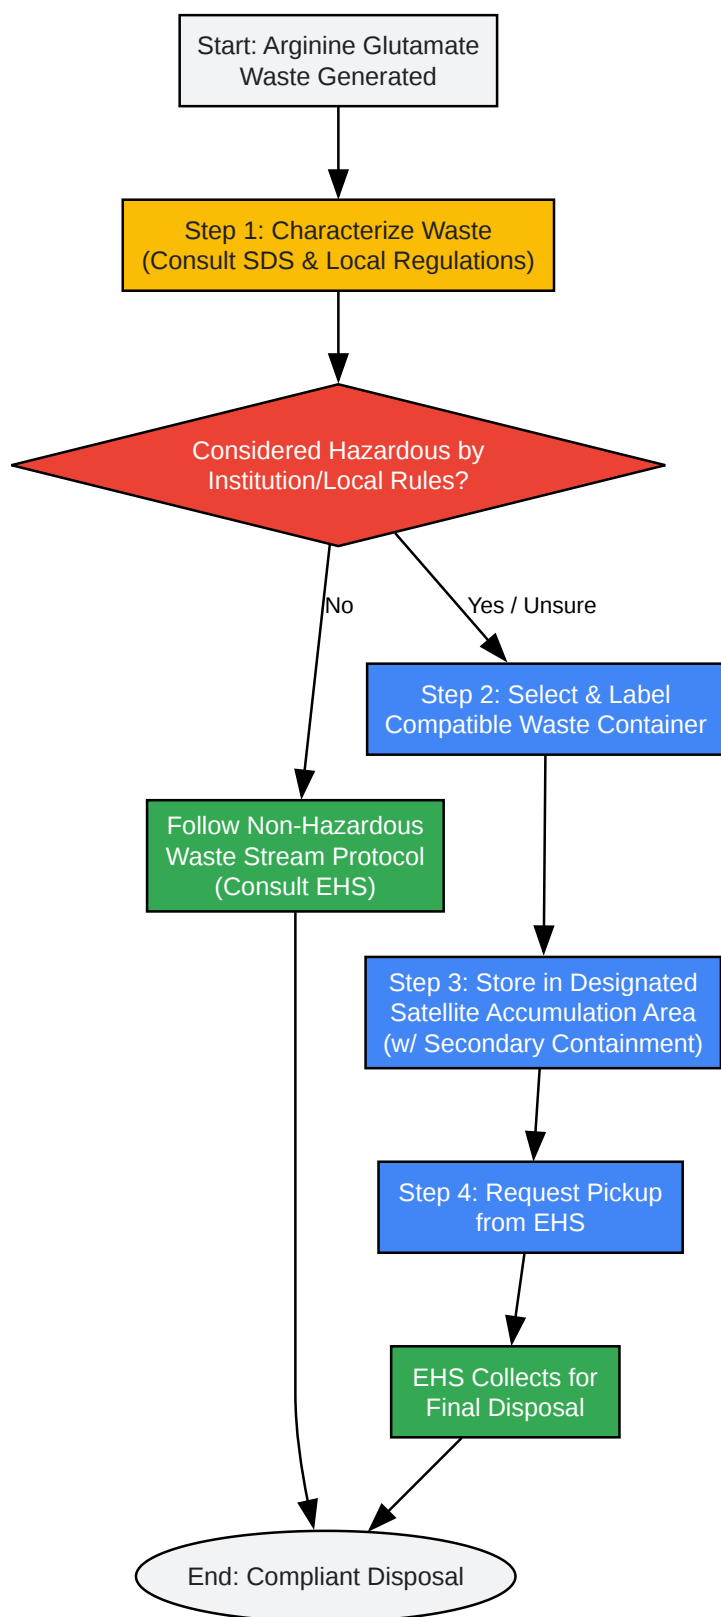 Start: Arginine Glutamate
Waste Generated
Step 1: Characterize Waste
(Consult SDS & Local Regulations)
Considered Hazardous by
Institution/Local Rules?
No
Yes / Unsure
Step 2: Select & Label
Compatible Waste Container
Follow Non-Hazardous
Waste Stream Protocol
(Consult EHS)
Step 3: Store in Designated
Satellite Accumulation Area
(w/ Secondary Containment)
Step 4: Request Pickup
from EHS
EHS Collects for
Final Disposal
End: Compliant Disposal